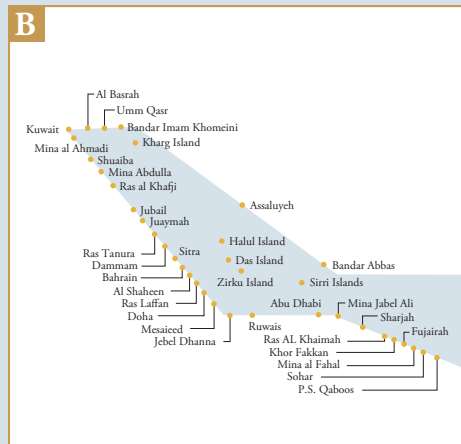 B
Al Basrah
Umm Qasr
Kuwait
Bandar Imam Khomeini
Mina al Ahmadi
Kharg Island
Shuaiba
Mina Abdulla
Ras al Khafji
Assaluyeh
Jubail
Juaymah
Halul Island
Ras Tanura
Sitra
Dammam
Das Island
Bandar Abbas
Bahrain
Zirku Island
Sirri Islands
Al Shaheen
Ras Laffan
Abu Dhabi
Mina Jabel Ali
Doha
Sharjah
Mesaieed
Ruwais
Fujairah
Jebel Dhanna
Ras AL Khaimah
Khor Fakkan
Mina al Fahal
Sohar
P.S. Qaboos